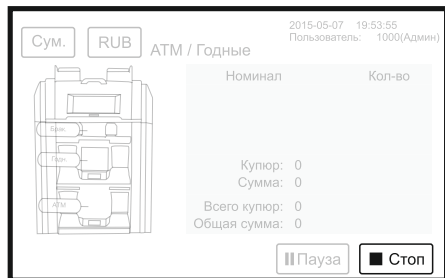 2015-05-07 19:53:55
Пользователь: 1000(Админ)
Сум.
RUB
ATM / Годные
Номинал Кол-во
Брак.
Годн.
ATM
Купюр: 0
Сумма: 0
Всего купюр: 0
Общая сумма: 0
Пауза
Стоп